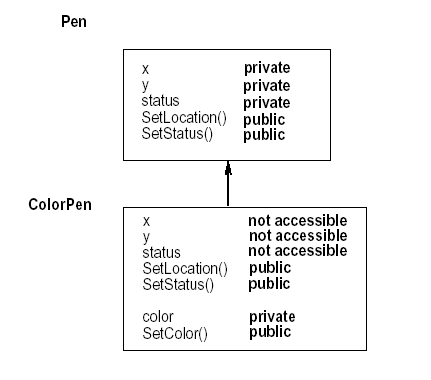 Pen
x private
y private
status private
SetLocation() public
SetStatus() public
ColorPen
x not accessible
y not accessible
status not accessible
SetLocation() public
SetStatus() public
color private
SetColor() public